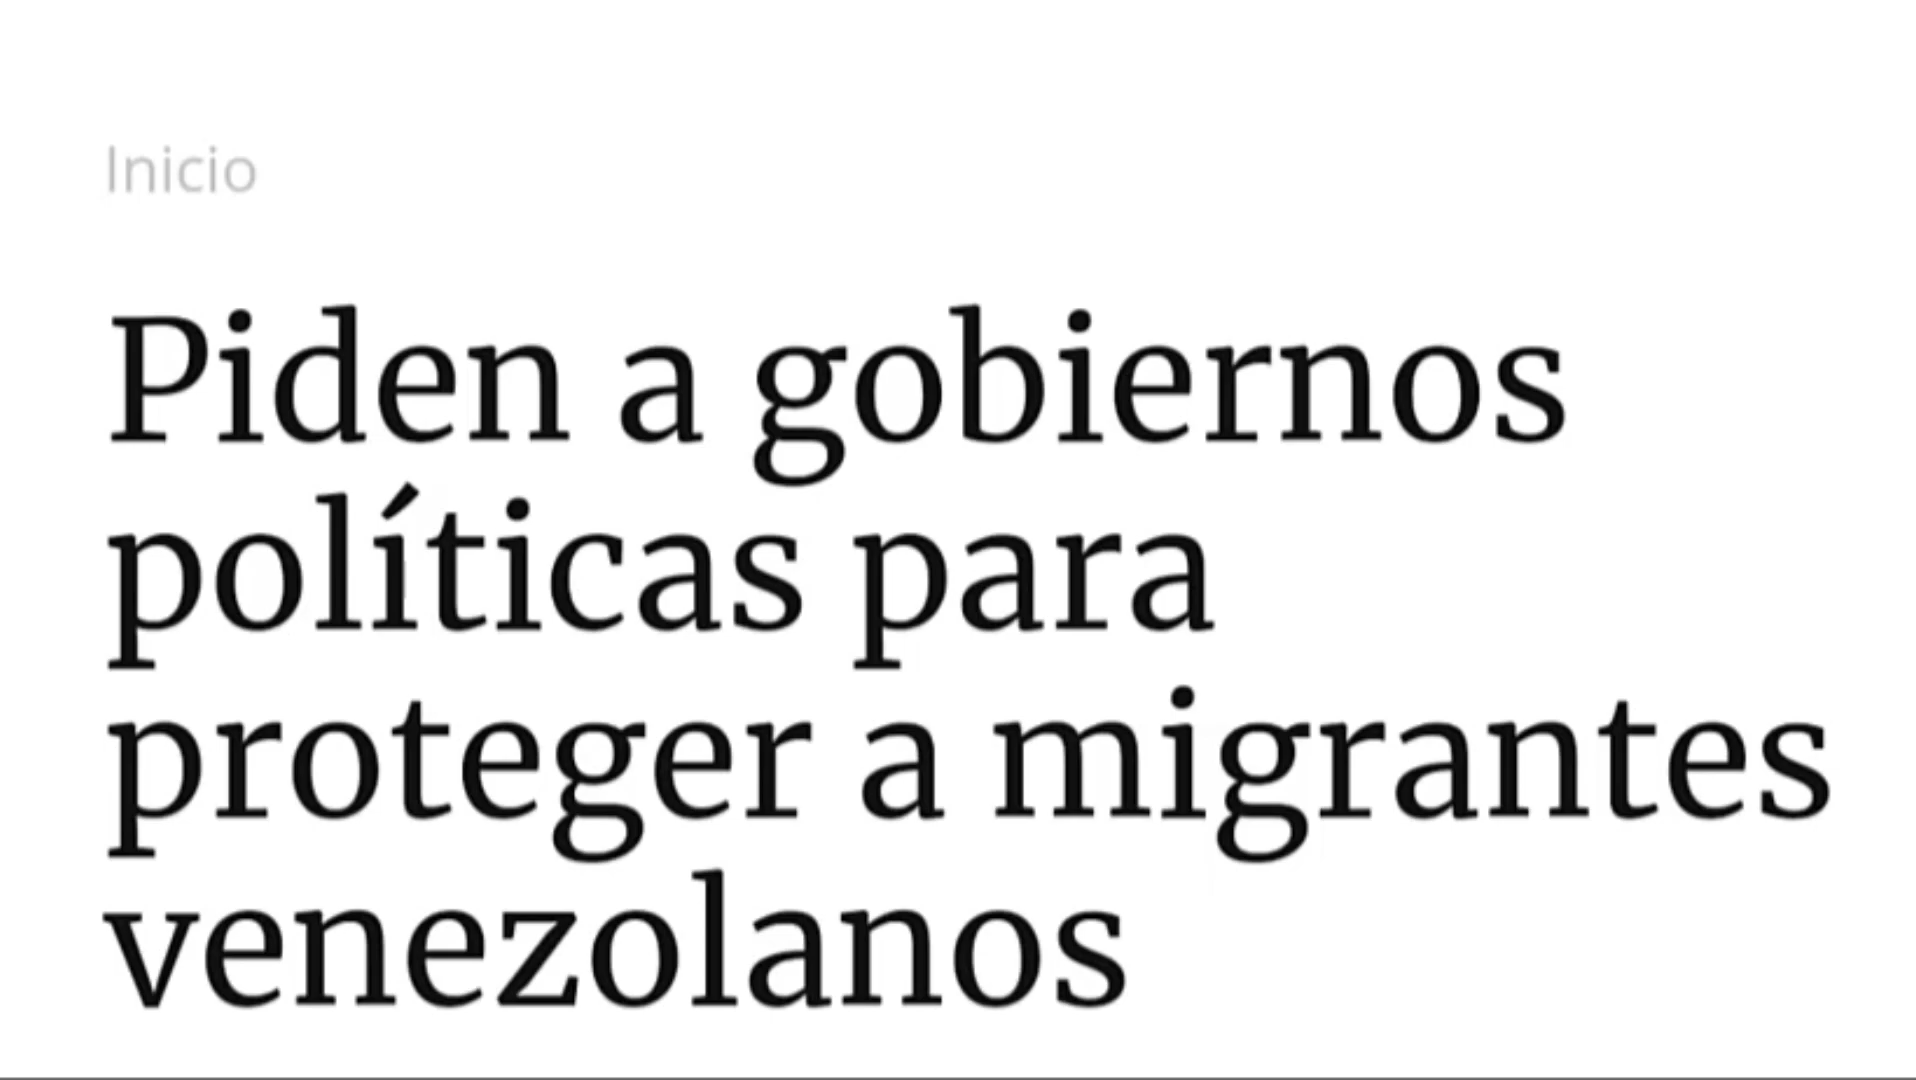 Inicio
Piden a gobiernos
políticas para
proteger a migrantes
venezolanos